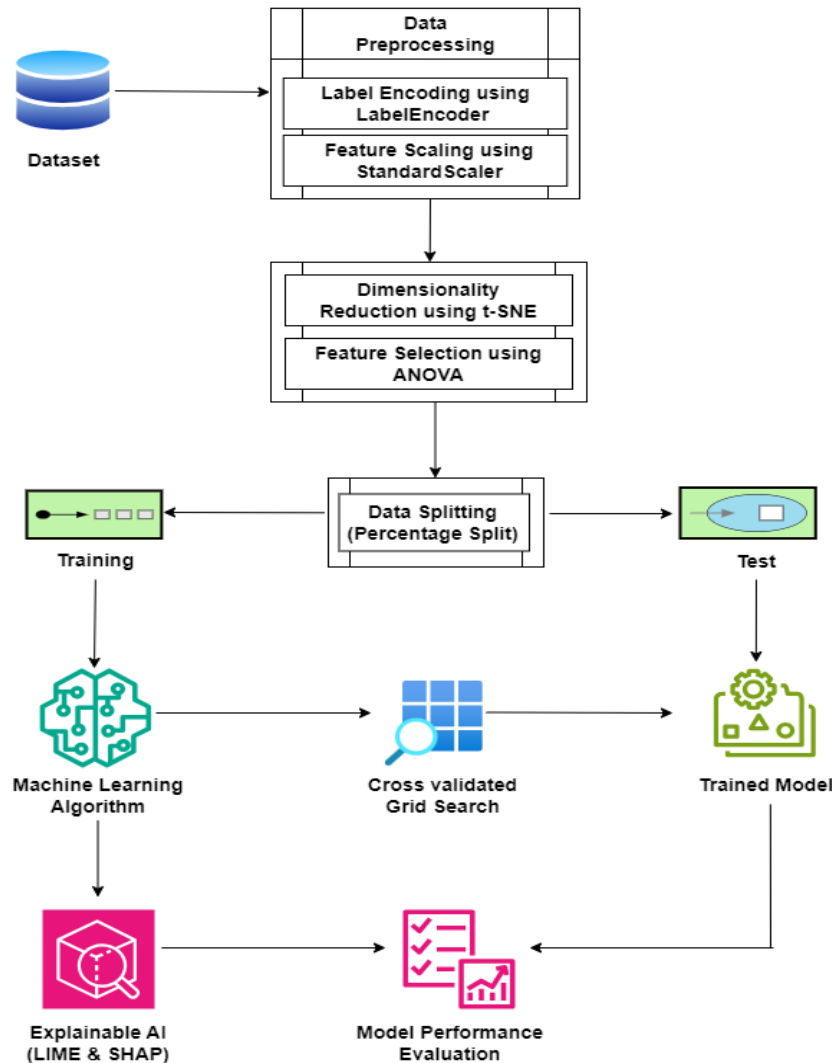 Data
Preprocessing
Label Encoding using
LabelEncoder
Feature Scaling using
StandardScaler
Dataset
Dimensionality
Reduction using t-SNE
Feature Selection using
ANOVA
Data Splitting
(Percentage Split)
Training
Test
Machine Learning
Algorithm
Cross validated
Grid Search
Trained Model
Explainable AI
(LIME & SHAP)
Model Performance
Evaluation